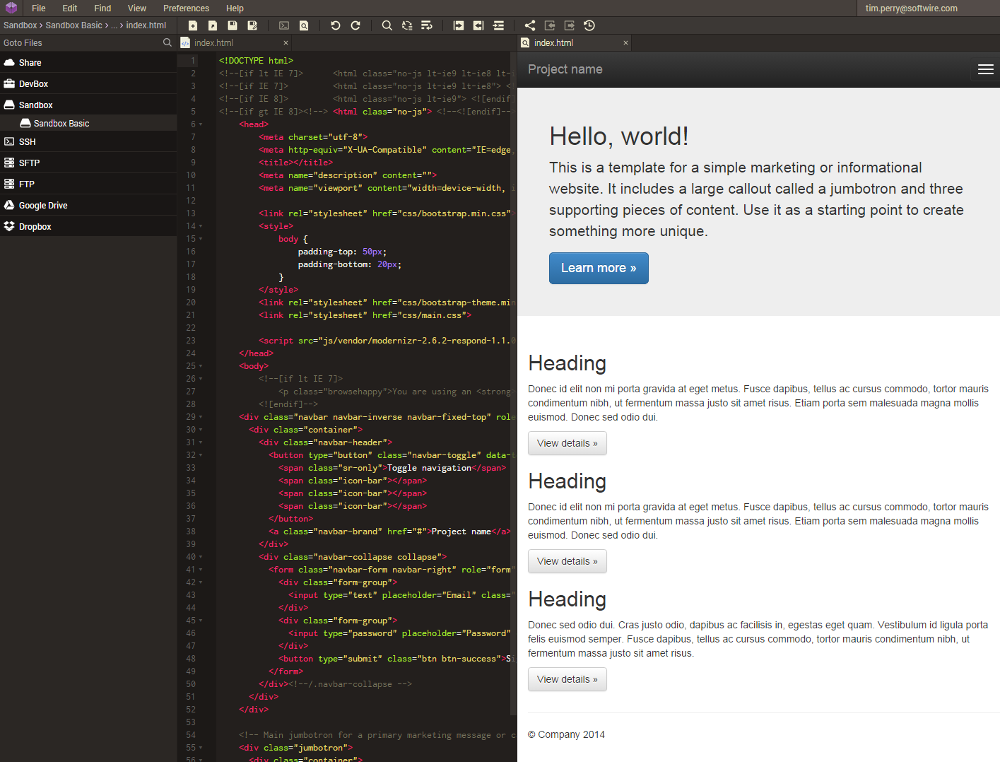 File Edit Find View Preferences Help
tim.perry@softwire.com
Sandbox > Sandbox Basic > ... > index.html
Goto Files
Share
DevBox
Sandbox
Sandbox Basic
SSH
SFTP
FTP
Google Drive
Dropbox
index.html ×
1 <!DOCTYPE html>
2 <!--[if lt IE 7]> <html class="no-js lt-ie9 lt-ie8 lt-
3 <!--[if IE 7]> <html class="no-js lt-ie9 lt-ie8"> <
4 <!--[if IE 8]> <html class="no-js lt-ie9"> <![endif
5 <!--[if gt IE 8]><!--> <html class="no-js"> <!--<![endif]--
6 <head>
7 <meta charset="utf-8">
8 <meta http-equiv="X-UA-Compatible" content="IE=edge,
9 <title></title>
10 <meta name="description" content="">
11 <meta name="viewport" content="width=device-width, i
12
13 <link rel="stylesheet" href="css/bootstrap.min.css"
14 <style>
15 body {
16 padding-top: 50px;
17 padding-bottom: 20px;
18 }
19 </style>
20 <link rel="stylesheet" href="css/bootstrap-theme.mi
21 <link rel="stylesheet" href="css/main.css">
22
23 <script src="js/vendor/modernizr-2.6.2-respond-1.1.0
24 </head>
25 <body>
26 <!--[if lt IE 7]>
27 <p class="browsehappy">You are using an <strong
28 <![endif]-->
29 <div class="navbar navbar-inverse navbar-fixed-top" role
30 <div class="container">
31 <div class="navbar-header">
32 <button type="button" class="navbar-toggle" data-
33 <span class="sr-only">Toggle navigation</span>
34 <span class="icon-bar"></span>
35 <span class="icon-bar"></span>
36 <span class="icon-bar"></span>
37 </button>
38 <a class="navbar-brand" href="#">Project name</a>
39 </div>
40 <div class="navbar-collapse collapse">
41 <form class="navbar-form navbar-right" role="form"
42 <div class="form-group">
43 <input type="text" placeholder="Email" class=
44 </div>
45 <div class="form-group">
46 <input type="password" placeholder="Password"
47 </div>
48 <button type="submit" class="btn btn-success">S
49 </form>
50 </div><!--/.navbar-collapse -->
51 </div>
52 </div>
53
54 <!-- Main jumbotron for a primary marketing message or c
55 <div class="jumbotron">
56 <div class="container">
index.html ×
Project name
Hello, world!
This is a template for a simple marketing or informational
website. It includes a large callout called a jumbotron and three
supporting pieces of content. Use it as a starting point to create
something more unique.
Learn more »
Heading
Donec id elit non mi porta gravida at eget metus. Fusce dapibus, tellus ac cursus commodo, tortor mauris
condimentum nibh, ut fermentum massa justo sit amet risus. Etiam porta sem malesuada magna mollis
euismod. Donec sed odio dui.
View details »
Heading
Donec id elit non mi porta gravida at eget metus. Fusce dapibus, tellus ac cursus commodo, tortor mauris
condimentum nibh, ut fermentum massa justo sit amet risus. Etiam porta sem malesuada magna mollis
euismod. Donec sed odio dui.
View details »
Heading
Donec sed odio dui. Cras justo odio, dapibus ac facilisis in, egestas eget quam. Vestibulum id ligula porta
felis euismod semper. Fusce dapibus, tellus ac cursus commodo, tortor mauris condimentum nibh, ut
fermentum massa justo sit amet risus.
View details »
© Company 2014